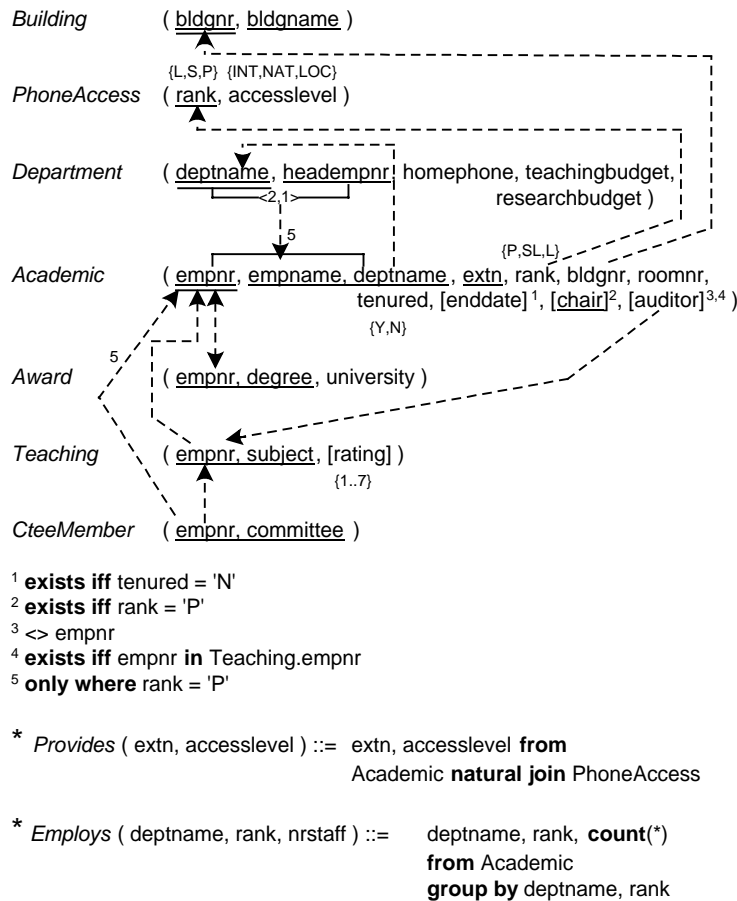 Building ( bldgnr, bldgname )
{L,S,P} {INT,NAT,LOC}
PhoneAccess ( rank, accesslevel )
Department ( deptname, headempnr, homephone, teachingbudget,
researchbudget )
<2,1>
5
{P,SL,L}
Academic ( empnr, empname, deptname, extn, rank, bldgnr, roomnr,
tenured, [enddate]¹, [chair]², [auditor]³,⁴ )
{Y,N}
5
Award ( empnr, degree, university )
Teaching ( empnr, subject, [rating] )
{1..7}
CteeMember ( empnr, committee )
¹ exists iff tenured = 'N'
² exists iff rank = 'P'
³ <> empnr
⁴ exists iff empnr in Teaching.empnr
⁵ only where rank = 'P'
* Provides ( extn, accesslevel ) ::= extn, accesslevel from
Academic natural join PhoneAccess
* Employs ( deptname, rank, nrstaff ) ::= deptname, rank, count(*)
from Academic
group by deptname, rank